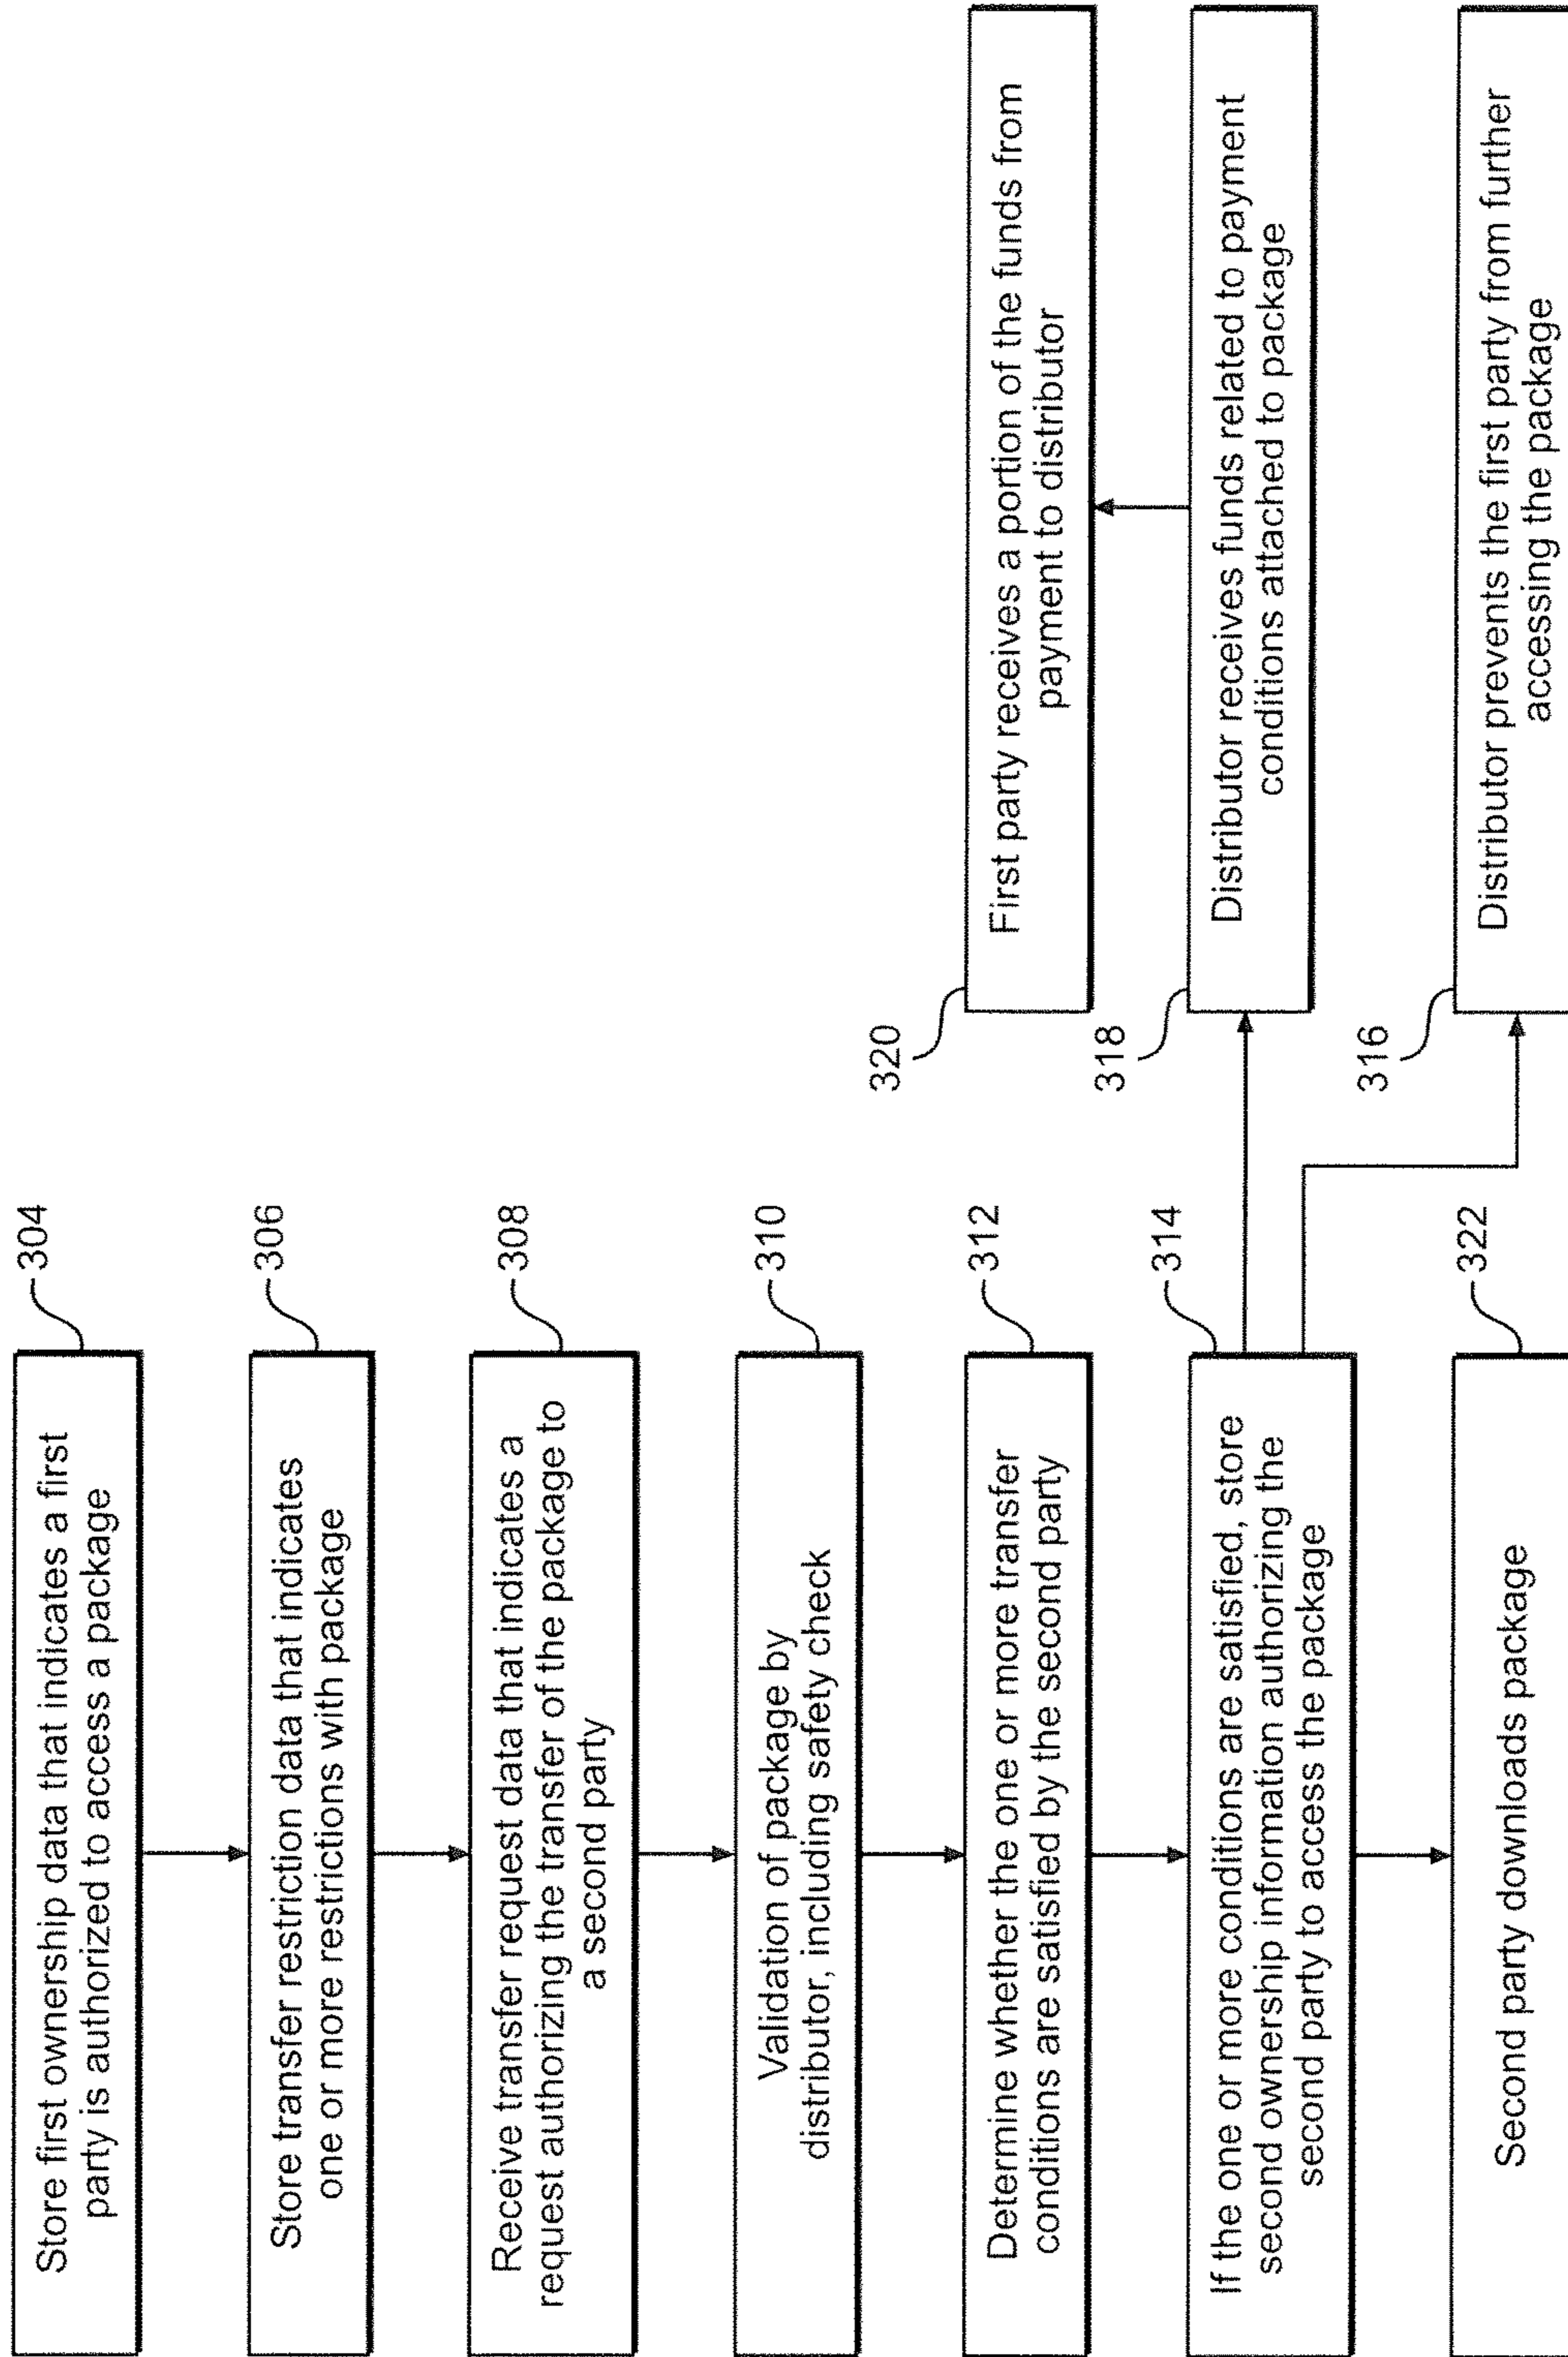 304
Store first ownership data that indicates a first
party is authorized to access a package
306
Store transfer restriction data that indicates
one or more restrictions with package
308
Receive transfer request data that indicates a
request authorizing the transfer of the package to
a second party
310
Validation of package by
distributor, including safety check
312
Determine whether the one or more transfer
conditions are satisfied by the second party
314
If the one or more conditions are satisfied, store
second ownership information authorizing the
second party to access the package
322
Second party downloads package
320
First party receives a portion of the funds from
payment to distributor
318
Distributor receives funds related to payment
conditions attached to package
316
Distributor prevents the first party from further
accessing the package